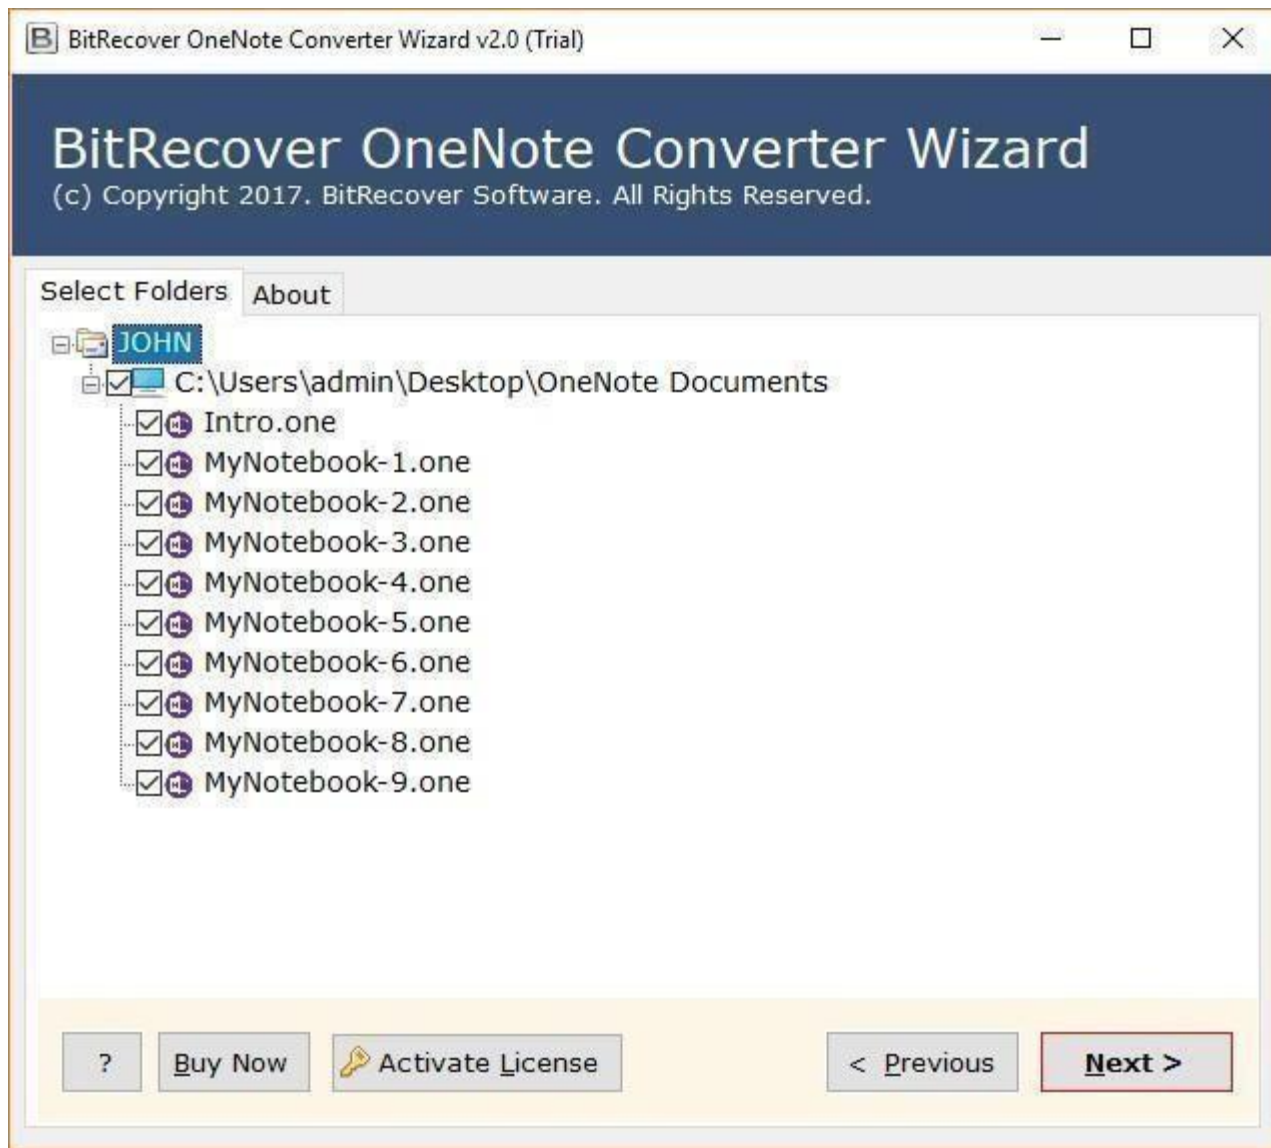 BitRecover OneNote Converter Wizard v2.0 (Trial)
BitRecover OneNote Converter Wizard
(c) Copyright 2017. BitRecover Software. All Rights Reserved.
Select Folders About
JOHN
C:\Users\admin\Desktop\OneNote Documents
Intro.one
MyNotebook-1.one
MyNotebook-2.one
MyNotebook-3.one
MyNotebook-4.one
MyNotebook-5.one
MyNotebook-6.one
MyNotebook-7.one
MyNotebook-8.one
MyNotebook-9.one
? Buy Now Activate License < Previous Next >